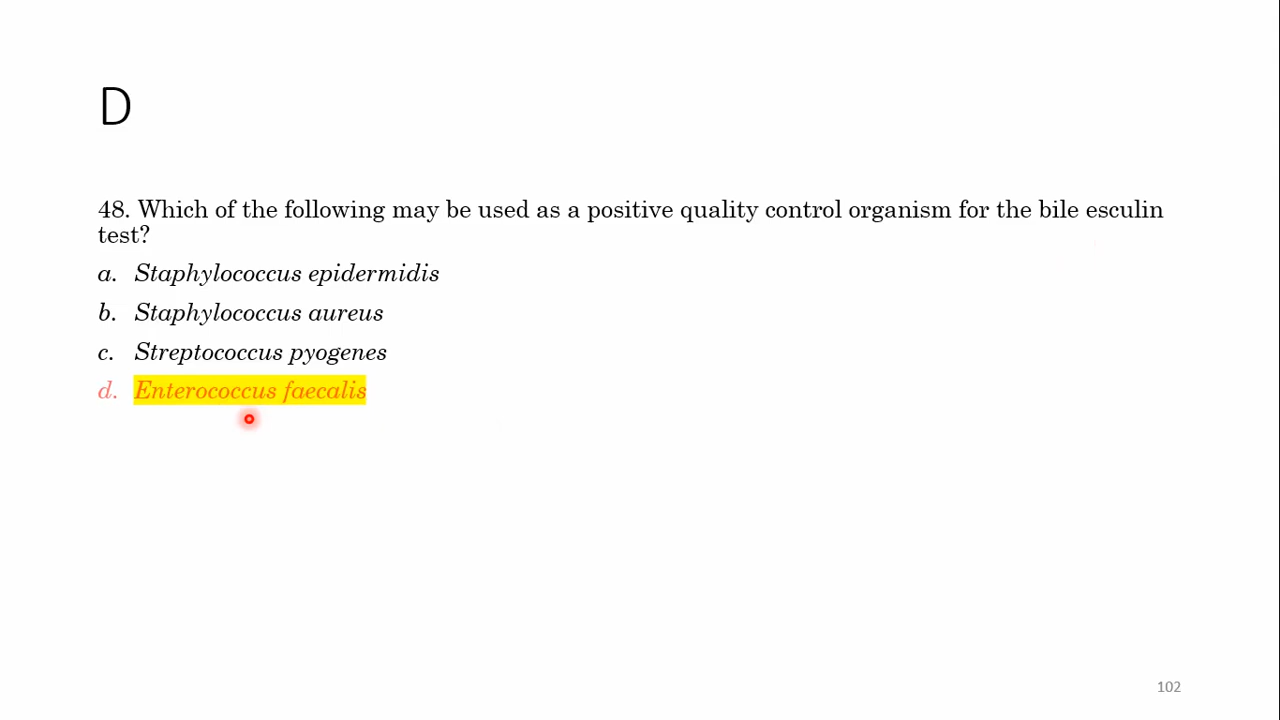 D
48. Which of the following may be used as a positive quality control organism for the bile esculin
test?
a. Staphylococcus epidermidis
b. Staphylococcus aureus
c. Streptococcus pyogenes
d. Enterococcus faecalis
102